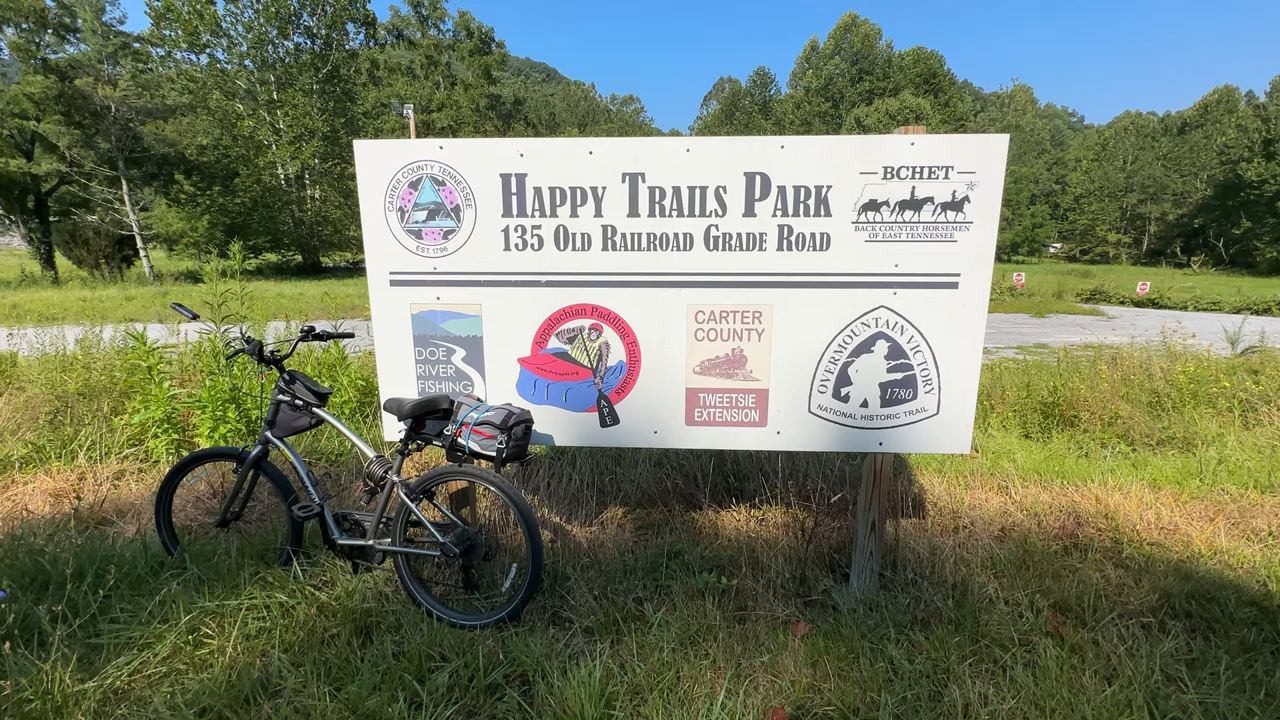 CARTER COUNTY TENNESSEE
EST. 1796
HAPPY TRAILS PARK
135 OLD RAILROAD GRADE ROAD
BCHET
BACK COUNTRY HORSEMEN
OF EAST TENNESSEE
DOE
RIVER
FISHING
Appalachian Paddling Enthusiasts
APE
CARTER
COUNTY
TWEETSIE
EXTENSION
OVERMOUNTAIN VICTORY
1780
NATIONAL HISTORIC TRAIL